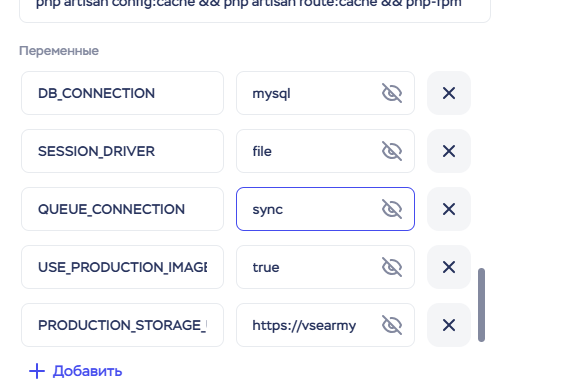 php artisan config:cache && php artisan route:cache && php-fpm
Переменные
DB_CONNECTION mysql
SESSION_DRIVER file
QUEUE_CONNECTION sync
USE_PRODUCTION_IMAGE true
PRODUCTION_STORAGE_ https://vsearmy
Добавить